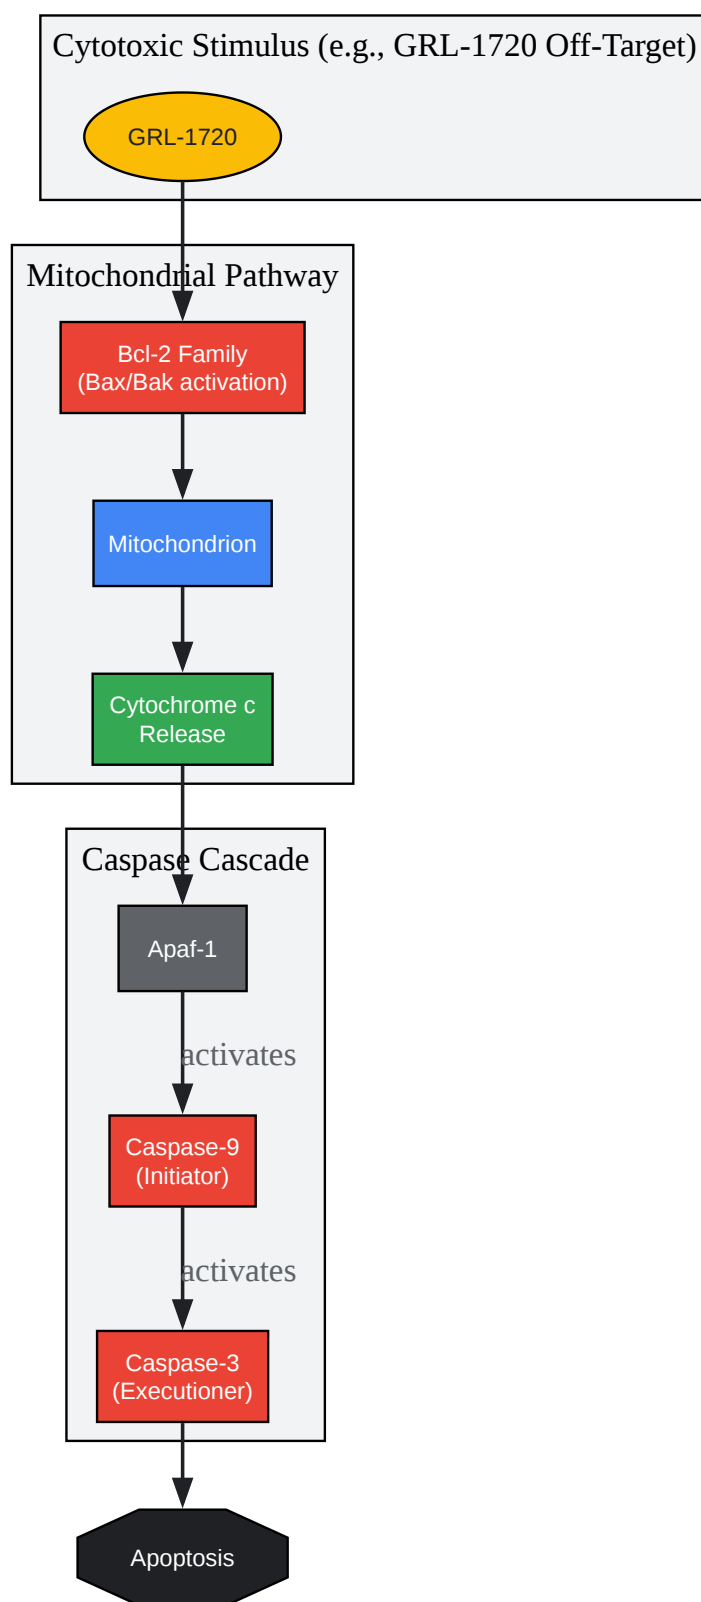 Cytotoxic Stimulus (e.g., GRL-1720 Off-Target)
GRL-1720
Mitochondrial Pathway
Bcl-2 Family
(Bax/Bak activation)
Mitochondrion
Cytochrome c
Release
Caspase Cascade
Apaf-1
activates
Caspase-9
(Initiator)
activates
Caspase-3
(Executioner)
Apoptosis